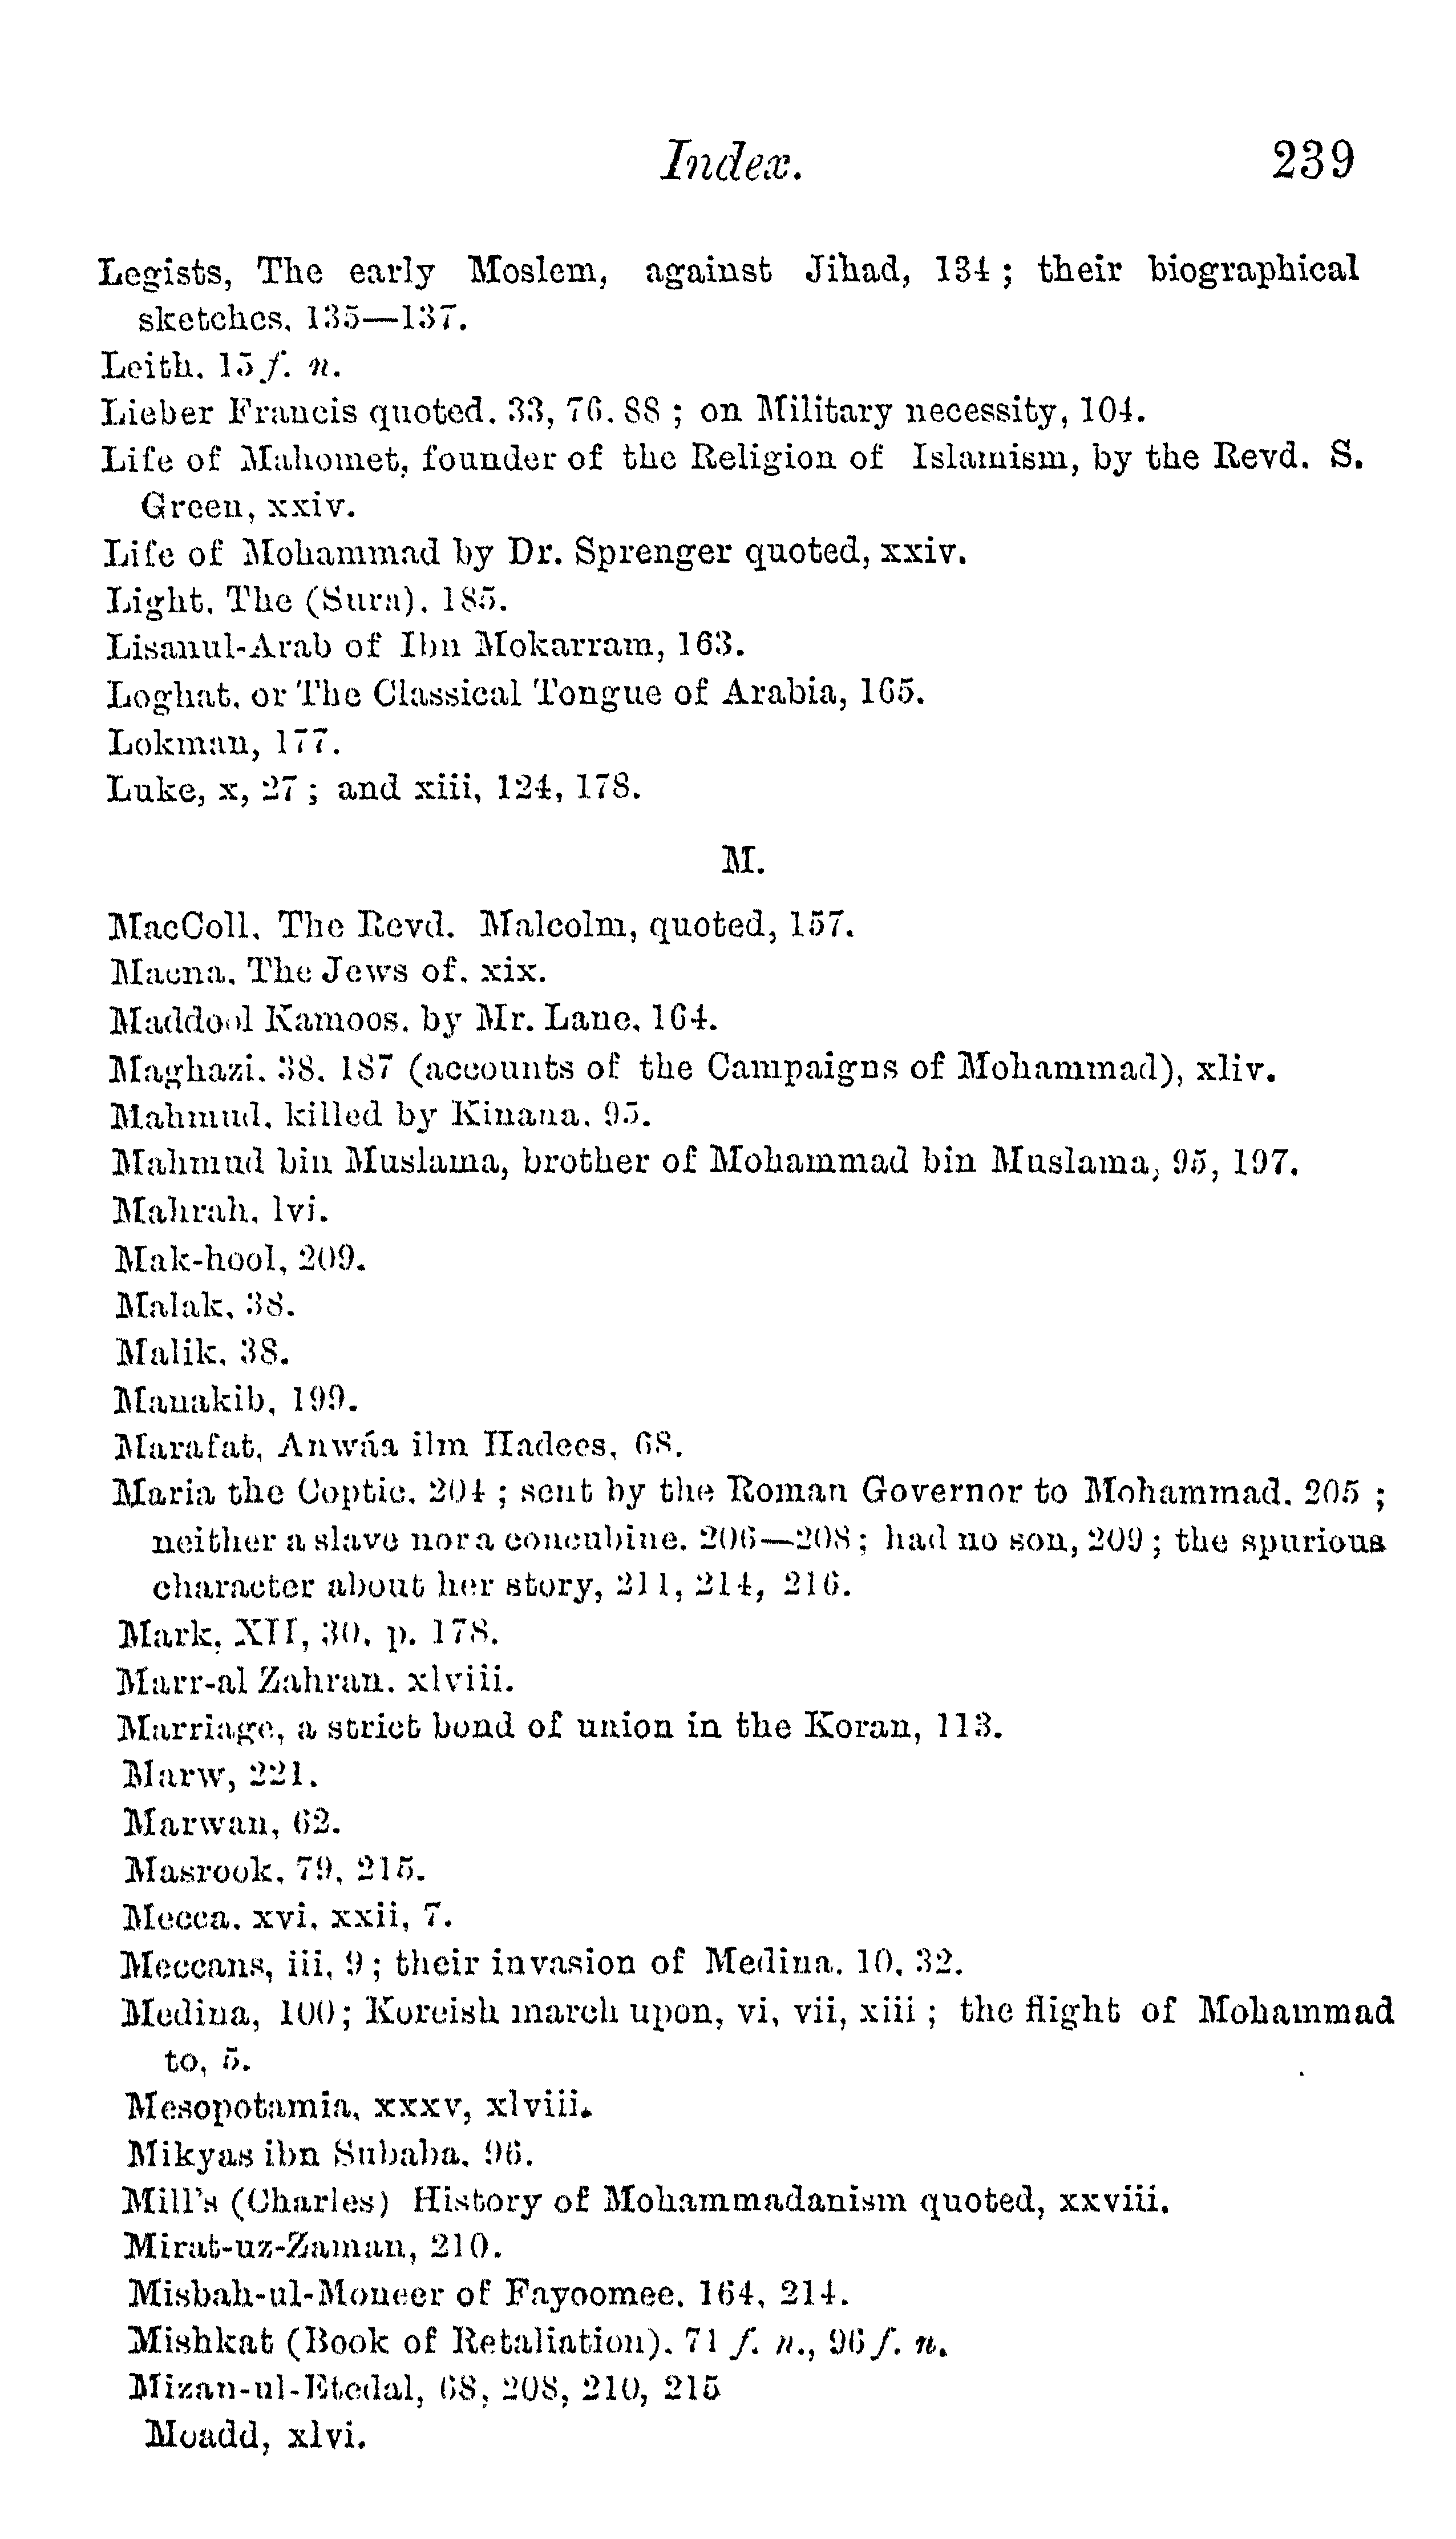 Index. 239
Legists, The early Moslem, against Jihad, 134 ; their biographical
sketches, 135—137.
Leith, 15 f. n.
Lieber Francis quoted, 33, 76, 88 ; on Military necessity, 104.
Life of Mahomet, founder of the Religion of Islamism, by the Revd. S.
Green, xxiv.
Life of Mohammad by Dr. Sprenger quoted, xxiv.
Light, The (Sura), 185.
Lisanul-Arab of Ibn Mokarram, 163.
Loghat, or The Classical Tongue of Arabia, 165.
Lokman, 177.
Luke, x, 27 ; and xiii, 124, 178.
M.
MacColl, The Revd. Malcolm, quoted, 157.
Macna, The Jews of, xix.
Maddool Kamoos, by Mr. Lane, 164.
Maghazi, 38, 187 (accounts of the Campaigns of Mohammad), xliv.
Mahmud, killed by Kinana, 95.
Mahmud bin Muslama, brother of Mohammad bin Muslama, 95, 197.
Mahrah, lvi.
Mak-hool, 209.
Malak, 38.
Malik, 38.
Manakib, 199.
Marafat, Anwáa ilm Hadees, 68.
Maria the Coptic, 204 ; sent by the Roman Governor to Mohammad, 205 ;
neither a slave nor a concubine, 206—208 ; had no son, 209 ; the spurious
character about her story, 211, 214, 216.
Mark, XII, 30, p. 178.
Marr-al Zahran, xlviii.
Marriage, a strict bond of union in the Koran, 113.
Marw, 221.
Marwan, 62.
Masrook, 79, 215.
Mecca, xvi, xxii, 7.
Meccans, iii, 9 ; their invasion of Medina, 10, 32.
Medina, 100 ; Koreish march upon, vi, vii, xiii ; the flight of Mohammad
to, 5.
Mesopotamia, xxxv, xlviii.
Mikyas ibn Subaba, 96.
Mill's (Charles) History of Mohammadanism quoted, xxviii.
Mirat-uz-Zaman, 210.
Misbah-ul-Moneer of Fayoomee, 164, 214.
Mishkat (Book of Retaliation), 71 f. n., 96 f. n.
Mizan-ul-Etedal, 68, 208, 210, 215
Moadd, xlvi.